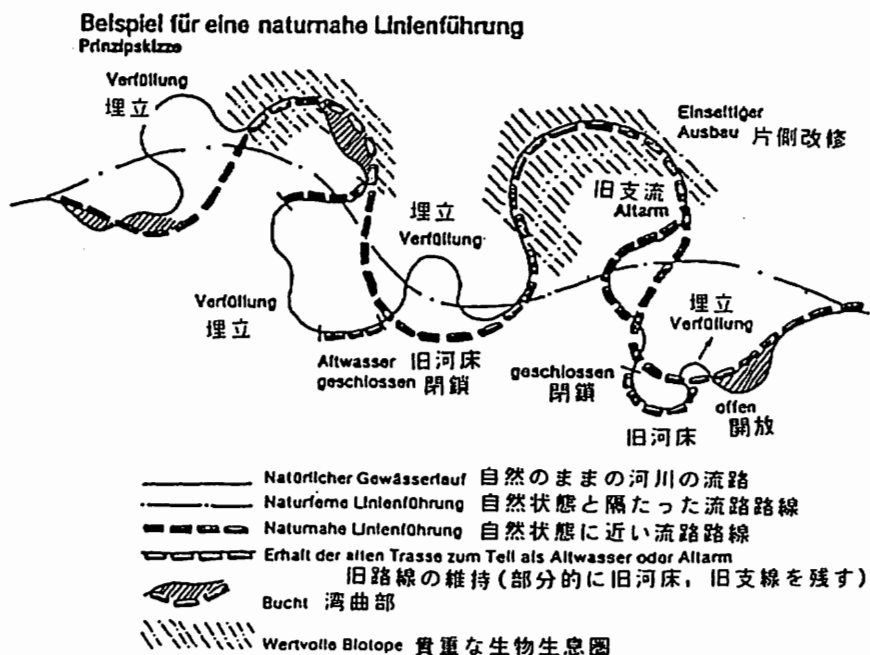 Beispiel für eine naturnahe Linienführung
Prinzipskizze
Verfüllung
埋立
Einseitiger
Ausbau 片側改修
旧支流
Altarm
埋立
Verfüllung
Verfüllung
埋立
埋立
Verfüllung
Altwasser 旧河床
geschlossen 閉鎖
geschlossen
閉鎖
offen
開放
旧河床
Natürlicher Gewässerlauf 自然のままの河川の流路
Naturferne Linienführung 自然状態と隔たった流路路線
Naturnahe Linienführung 自然状態に近い流路路線
Erhalt der alten Trasse zum Teil als Altwasser oder Altarm
旧路線の維持(部分的に旧河床,旧支線を残す)
Bucht 湾曲部
Wertvolle Biotope 貴重な生物生息圏